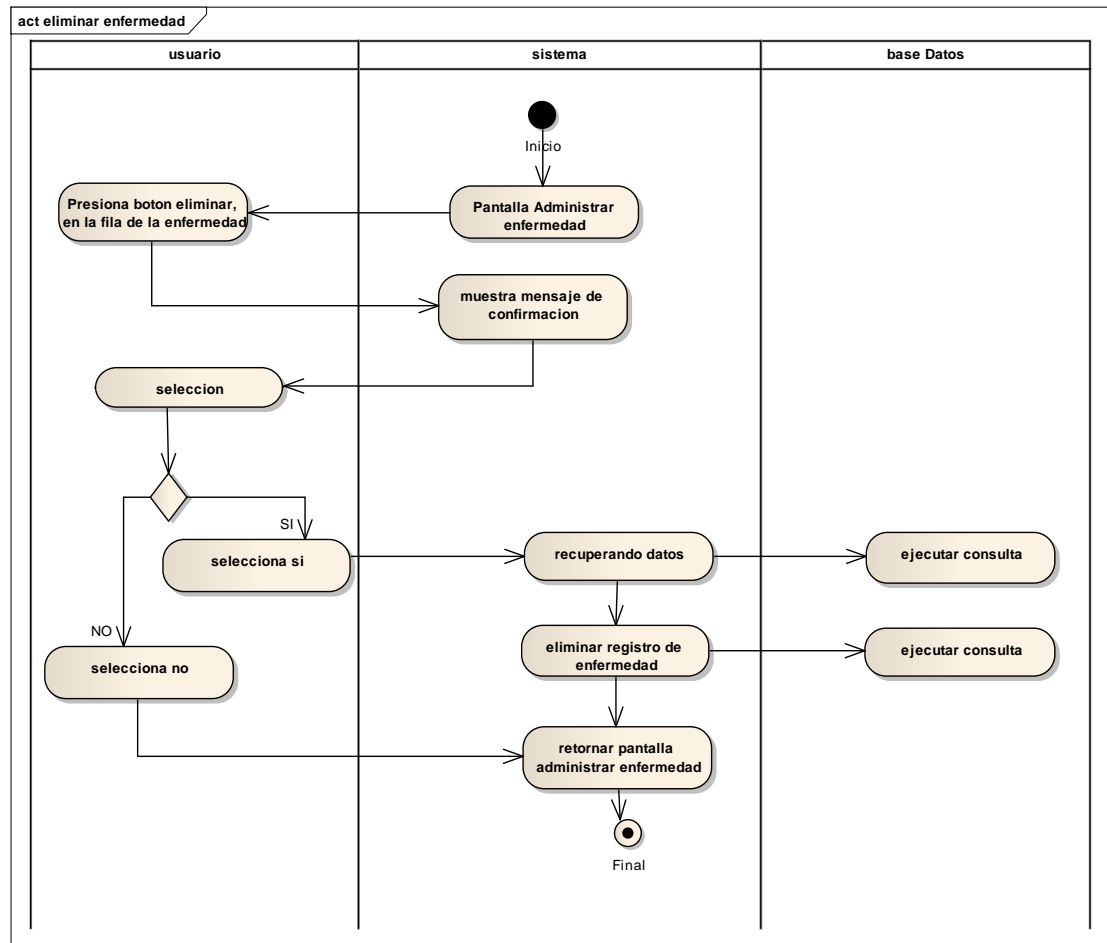 act eliminar enfermedad
usuario
sistema
base Datos
Inicio
Presiona boton eliminar,
en la fila de la enfermedad
Pantalla Administrar
enfermedad
muestra mensaje de
confirmacion
seleccion
SI
selecciona si
recuperando datos
ejecutar consulta
NO
selecciona no
eliminar registro de
enfermedad
ejecutar consulta
retornar pantalla
administrar enfermedad
Final